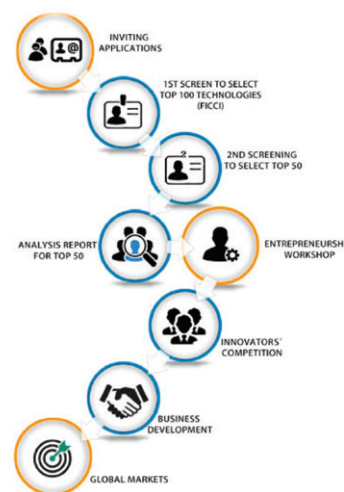 INVITING
APPLICATIONS
1ST SCREEN TO SELECT
TOP 100 TECHNOLOGIES
(FICCI)
2
2ND SCREENING
TO SELECT TOP 50
ANALYSIS REPORT
FOR TOP 50
ENTREPRENEURSH
WORKSHOP
INNOVATORS'
COMPETITION
BUSINESS
DEVELOPMENT
GLOBAL MARKETS